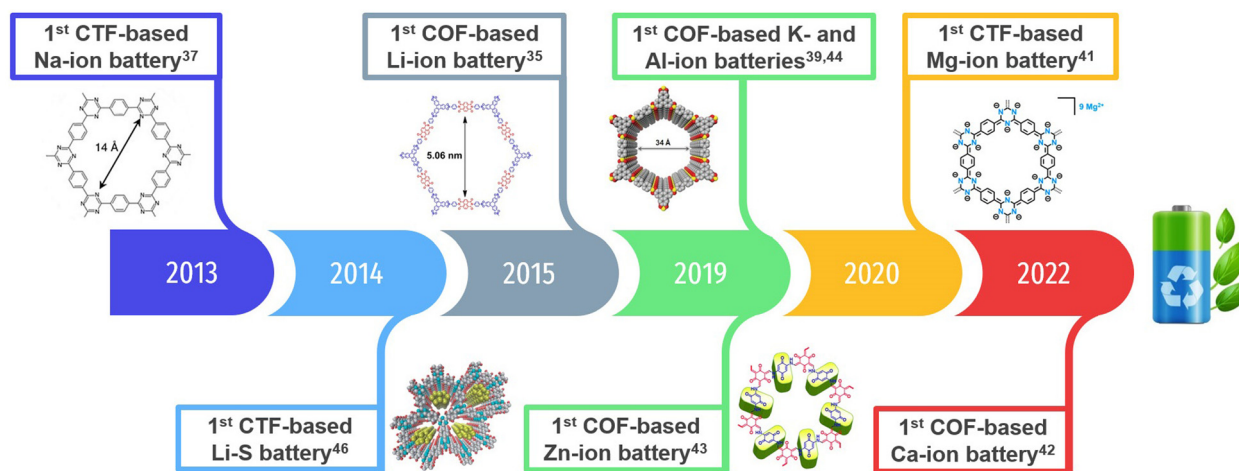 1st CTF-based
Na-ion battery37
1st COF-based
Li-ion battery35
1st COF-based K- and
Al-ion batteries39,44
1st CTF-based
Mg-ion battery41
14 Å
5.06 nm
34 Å
9 Mg2+
2013
2014
2015
2019
2020
2022
1st CTF-based
Li-S battery46
1st COF-based
Zn-ion battery43
1st COF-based
Ca-ion battery42